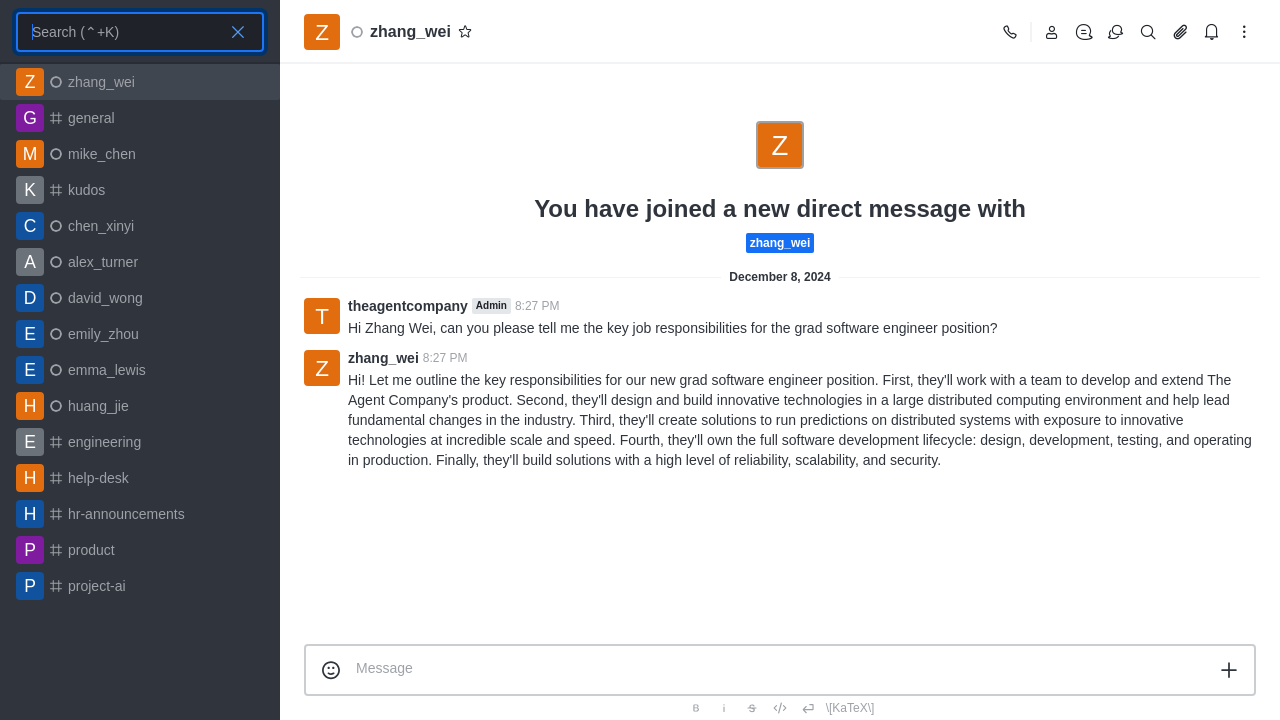 Search (⌃+K)
Z zhang_wei
G general
M mike_chen
K kudos
C chen_xinyi
A alex_turner
D david_wong
E emily_zhou
E emma_lewis
H huang_jie
E engineering
H help-desk
H hr-announcements
P product
P project-ai
Z zhang_wei
Z
You have joined a new direct message with
zhang_wei
December 8, 2024
T theagentcompany Admin 8:27 PM
Hi Zhang Wei, can you please tell me the key job responsibilities for the grad software engineer position?
Z zhang_wei 8:27 PM
Hi! Let me outline the key responsibilities for our new grad software engineer position. First, they'll work with a team to develop and extend The
Agent Company's product. Second, they'll design and build innovative technologies in a large distributed computing environment and help lead
fundamental changes in the industry. Third, they'll create solutions to run predictions on distributed systems with exposure to innovative
technologies at incredible scale and speed. Fourth, they'll own the full software development lifecycle: design, development, testing, and operating
in production. Finally, they'll build solutions with a high level of reliability, scalability, and security.
Message
B i S </> \[KaTeX\]